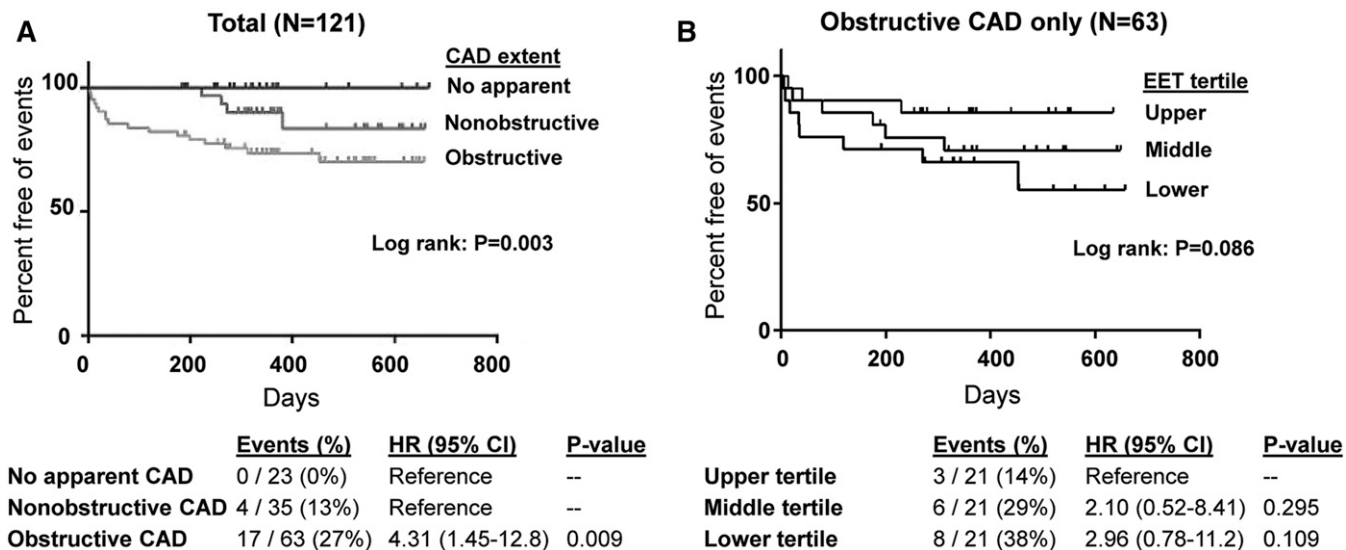 A
Total (N=121)
CAD extent
No apparent
Nonobstructive
Obstructive
Log rank: P=0.003
Percent free of events
100
50
0
0 200 400 600 800
Days
Events (%) HR (95% CI) P-value
No apparent CAD 0 / 23 (0%) Reference --
Nonobstructive CAD 4 / 35 (13%) Reference --
Obstructive CAD 17 / 63 (27%) 4.31 (1.45-12.8) 0.009
B
Obstructive CAD only (N=63)
EET tertile
Upper
Middle
Lower
Log rank: P=0.086
Percent free of events
100
50
0
0 200 400 600 800
Days
Events (%) HR (95% CI) P-value
Upper tertile 3 / 21 (14%) Reference --
Middle tertile 6 / 21 (29%) 2.10 (0.52-8.41) 0.295
Lower tertile 8 / 21 (38%) 2.96 (0.78-11.2) 0.109